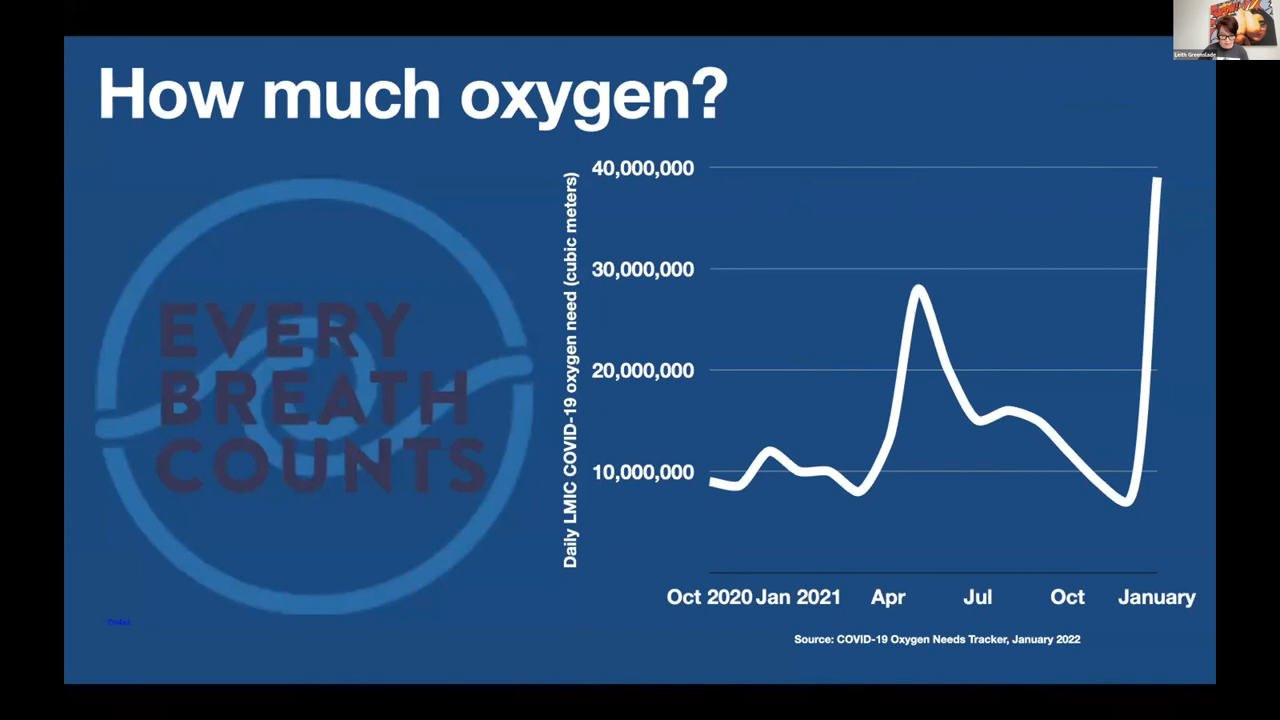 How much oxygen?
EVERY
BREATH
COUNTS
Daily LMIC COVID-19 oxygen need (cubic meters)
40,000,000
30,000,000
20,000,000
10,000,000
Oct 2020 Jan 2021 Apr Jul Oct January
Source: COVID-19 Oxygen Needs Tracker, January 2022
Leith Greenslade